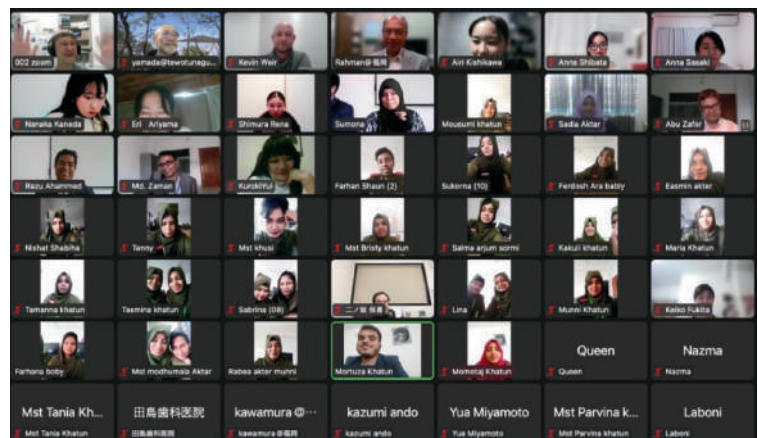 002 zoom
yamada@tewotunagu...
Kevin Weir
Rahman@福岡
Airi Kishikawa
Anna Shibata
Anna Sasaki
Nanaka Kaneda
Eri Ariyama
Shimura Rena
Sumona
Mousumi khatun
Sadia Aktar
Abu Zafar
Razu Ahammed
Md. Zaman
KurokiYui
Farhan Shaun (2)
Sukorna (10)
Ferdosh Ara bably
Easmin akter
Nishat Shabiha
Tanny
Mst khusi
Mst Bristy khatun
Salma arjum sormi
Kakuli khatun
Maria Khatun
Tamanna khatun
Tasmina khatun
Sabrina (08)
Lina
Munni Khatun
Keiko Fukita
Farhana boby
Mst modhumala Aktar
Rabea akter munni
Mortuza Khatun
Mometaj Khatun
Queen
Queen
Nazma
Nazma
Mst Tania Kh...
Mst Tania Khatun
田島歯科医院
田島歯科医院
kawamura@...
kawamura@福岡
kazumi ando
kazumi ando
Yua Miyamoto
Yua Miyamoto
Mst Parvina k...
Mst Parvina khatun
Laboni
Laboni